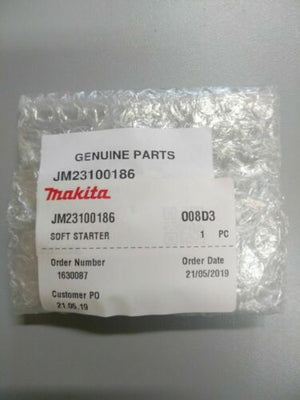 GENUINE PARTS
JM23100186
makita
JM23100186 O08D3
SOFT STARTER 1 PC
Order Number Order Date
1630087 21/05/2019
Customer PO
21.05.19